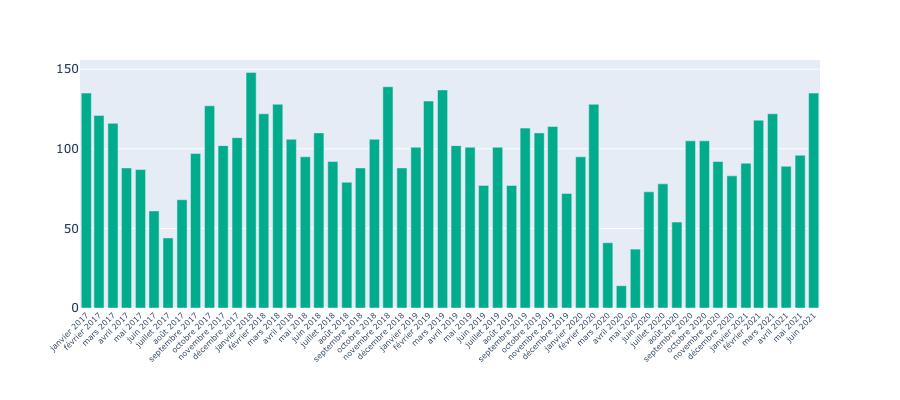 150
100
50
0
janvier 2017
février 2017
mars 2017
avril 2017
mai 2017
juin 2017
juillet 2017
août 2017
septembre 2017
octobre 2017
novembre 2017
décembre 2017
janvier 2018
février 2018
mars 2018
avril 2018
mai 2018
juin 2018
juillet 2018
août 2018
septembre 2018
octobre 2018
novembre 2018
décembre 2018
janvier 2019
février 2019
mars 2019
avril 2019
mai 2019
juin 2019
juillet 2019
août 2019
septembre 2019
octobre 2019
novembre 2019
décembre 2019
janvier 2020
février 2020
mars 2020
avril 2020
mai 2020
juin 2020
juillet 2020
août 2020
septembre 2020
octobre 2020
novembre 2020
décembre 2020
janvier 2021
février 2021
mars 2021
avril 2021
mai 2021
juin 2021